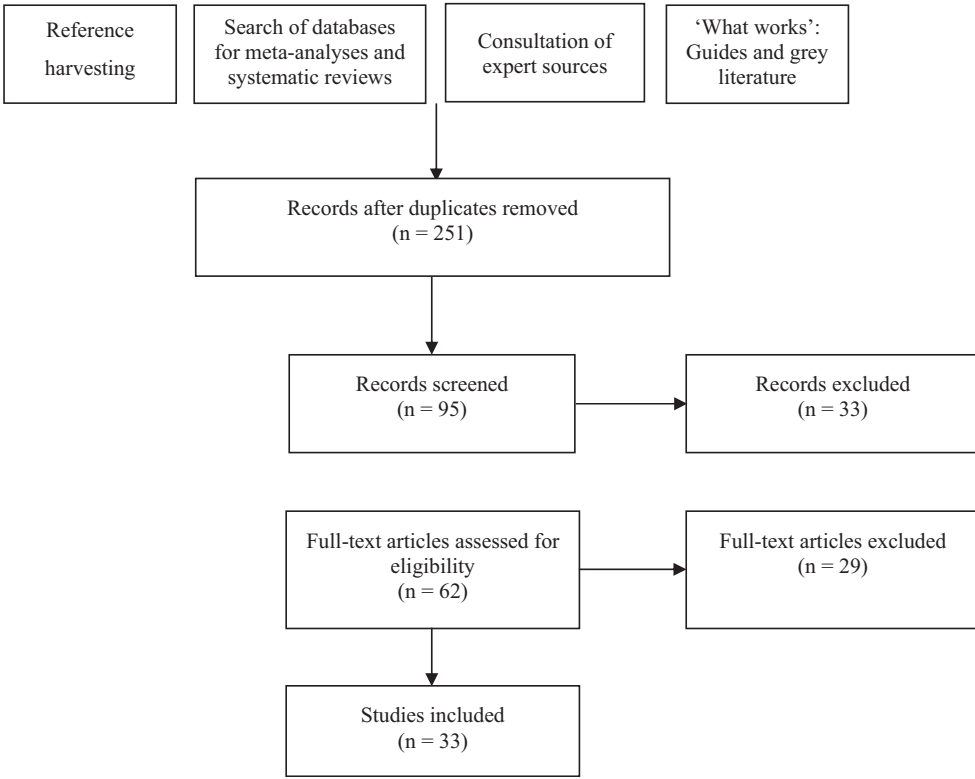 Reference
harvesting
Search of databases
for meta-analyses and
systematic reviews
Consultation of
expert sources
‘What works’:
Guides and grey
literature
Records after duplicates removed
(n = 251)
Records screened
(n = 95)
Records excluded
(n = 33)
Full-text articles assessed for
eligibility
(n = 62)
Full-text articles excluded
(n = 29)
Studies included
(n = 33)